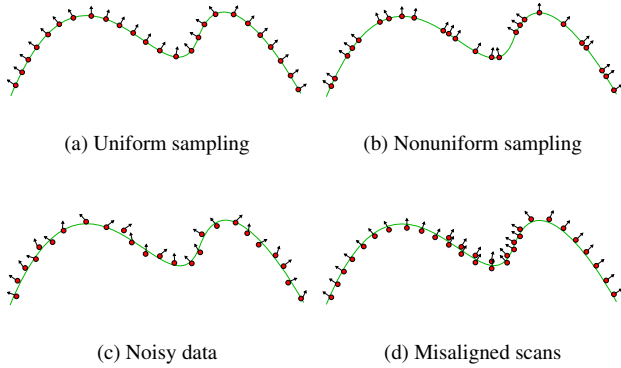 (a) Uniform sampling
(b) Nonuniform sampling
(c) Noisy data
(d) Misaligned scans